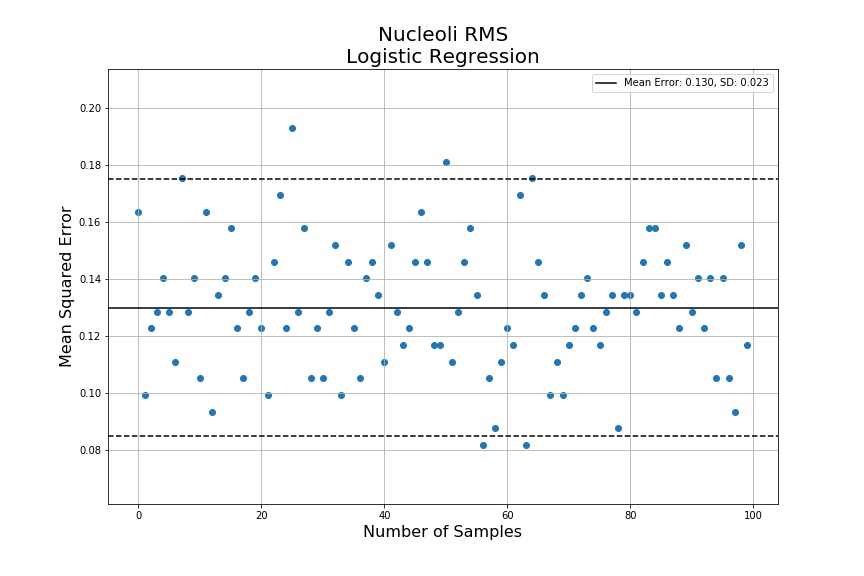 Nucleoli RMS
Logistic Regression
Mean Error: 0.130, SD: 0.023
Mean Squared Error
0.20
0.18
0.16
0.14
0.12
0.10
0.08
0 20 40 60 80 100
Number of Samples